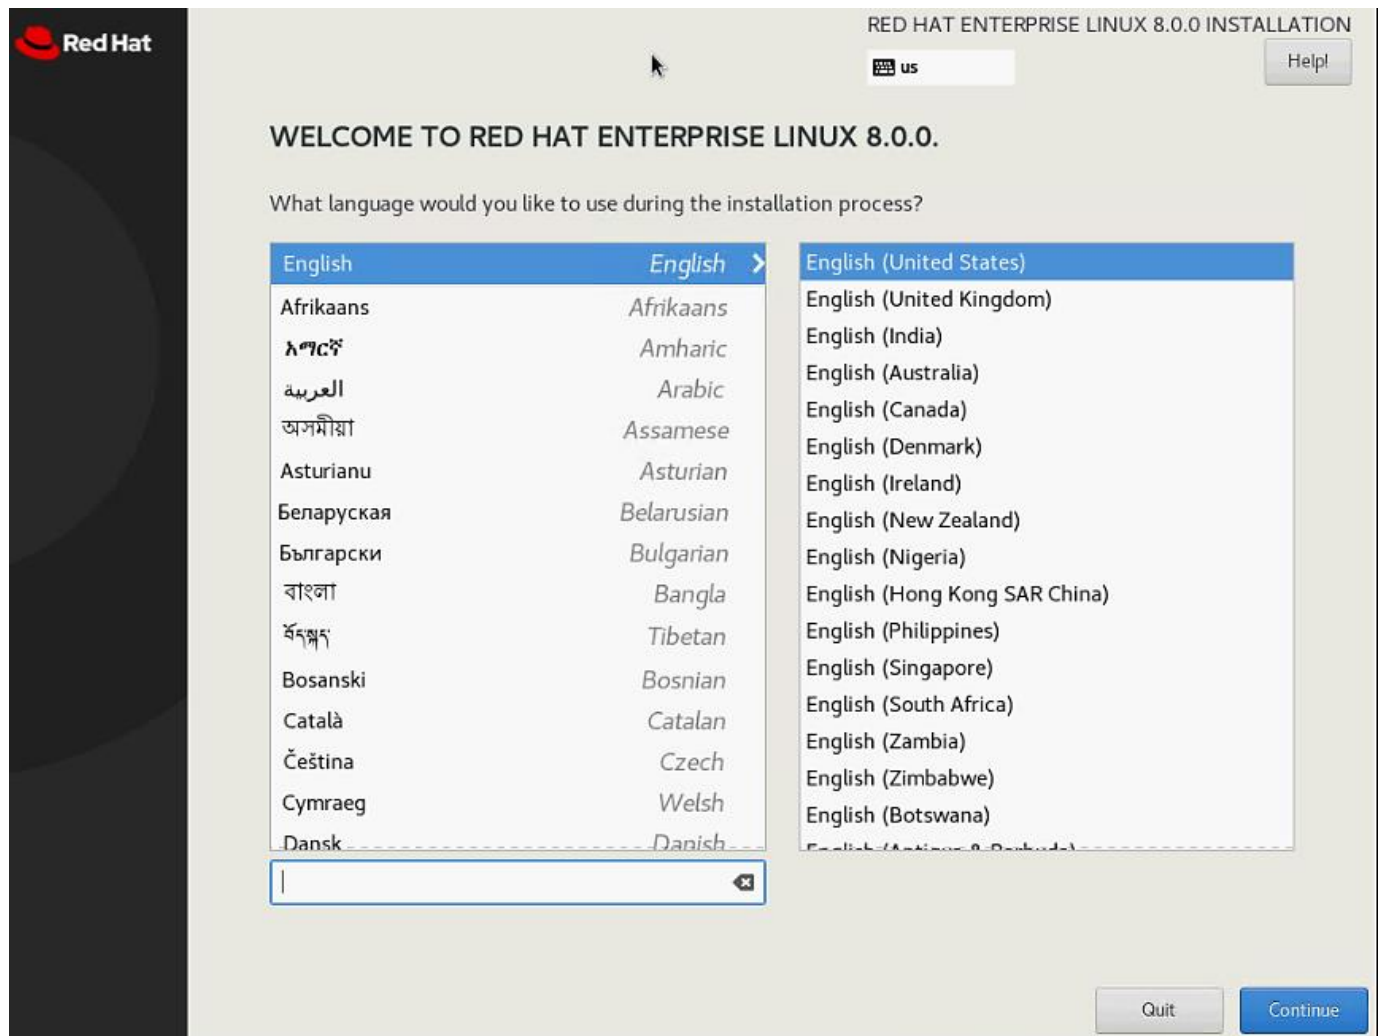 Red Hat
RED HAT ENTERPRISE LINUX 8.0.0 INSTALLATION
us
Help!
WELCOME TO RED HAT ENTERPRISE LINUX 8.0.0.
What language would you like to use during the installation process?
English English
Afrikaans Afrikaans
አማርኛ Amharic
العربية Arabic
অসমীয়া Assamese
Asturianu Asturian
Беларуская Belarusian
Български Bulgarian
বাংলা Bangla
Tibetan
Bosanski Bosnian
Català Catalan
Čeština Czech
Cymraeg Welsh
Dansk Danish
English (United States)
English (United Kingdom)
English (India)
English (Australia)
English (Canada)
English (Denmark)
English (Ireland)
English (New Zealand)
English (Nigeria)
English (Hong Kong SAR China)
English (Philippines)
English (Singapore)
English (South Africa)
English (Zambia)
English (Zimbabwe)
English (Botswana)
English (Antigua & Barbuda)
Quit
Continue